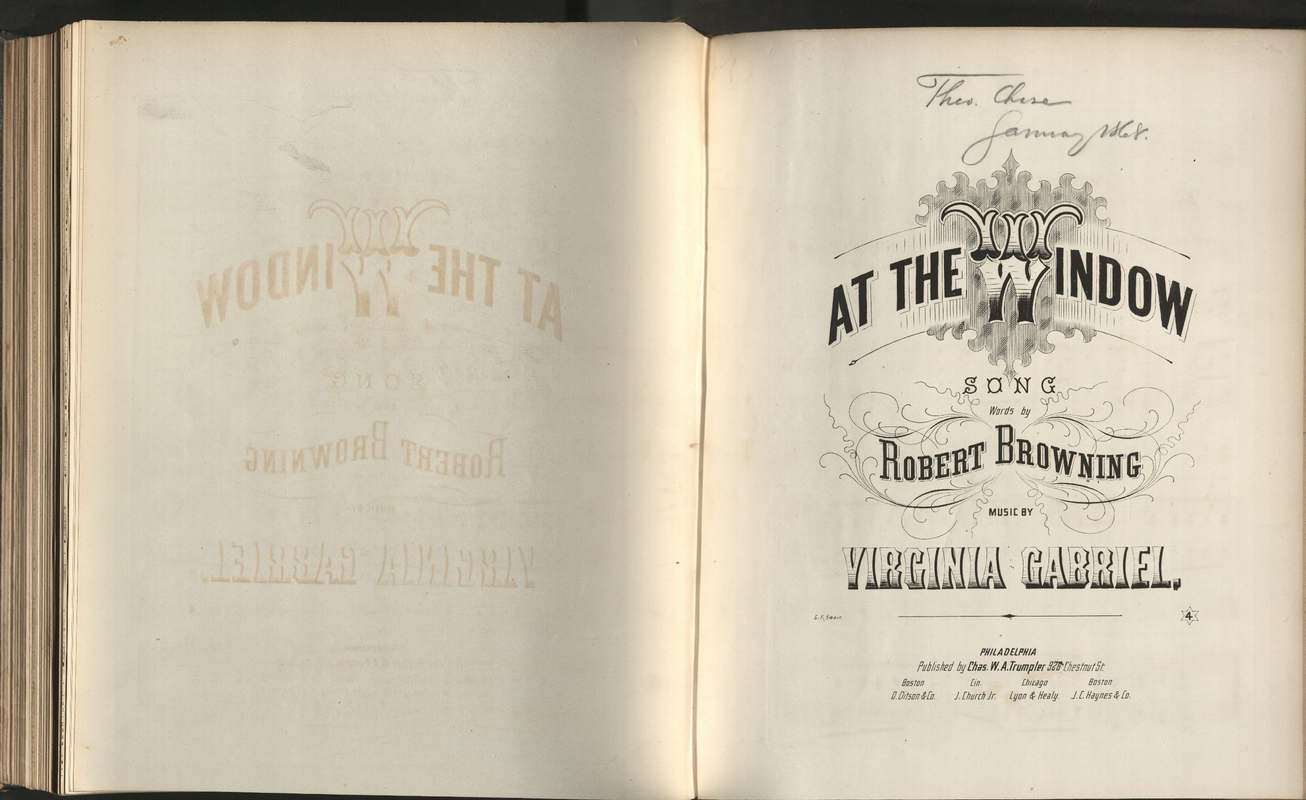 Theo. Chase
January 1868.
AT THE WINDOW
SONG
Words by
ROBERT BROWNING
MUSIC BY
VIRGINIA GABRIEL,
G. F. Swain
4
PHILADELPHIA
Published by Chas. W. A. Trumpler 926 Chestnut St.
Boston Cin. Chicago Boston
O. Ditson & Co. J. Church Jr. Lyon & Healy. J. C. Haynes & Co.